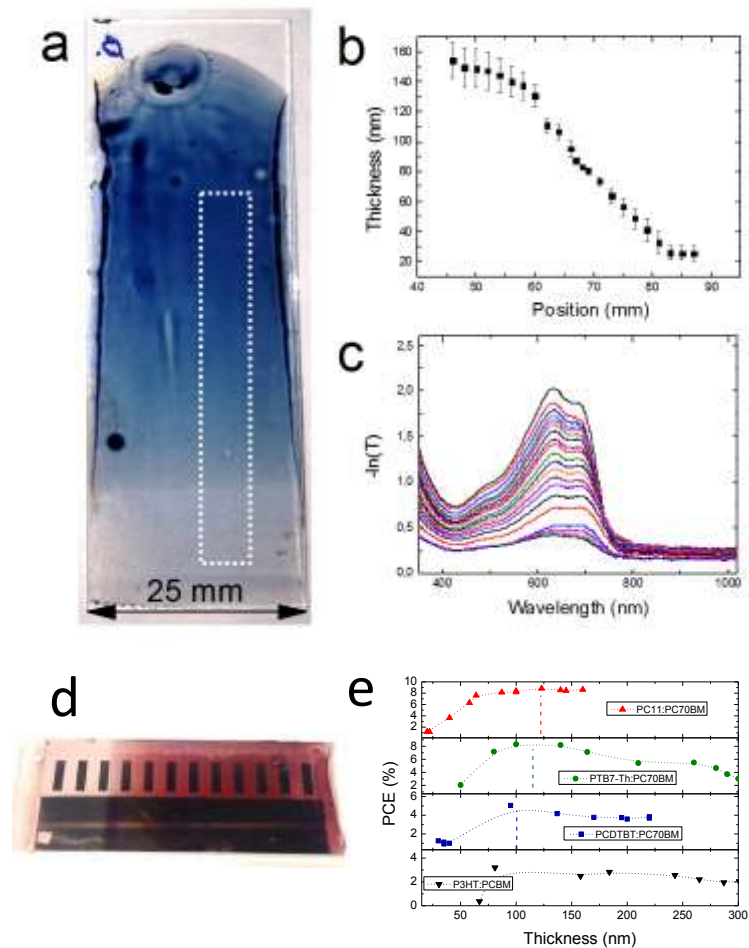 a
25 mm
b
Thickness (nm)
160
140
120
100
80
60
40
20
40 50 60 70 80 90
Position (mm)
c
-ln(T)
2,5
2,0
1,5
1,0
0,5
0,0
400 600 800 1000
Wavelength (nm)
d
e
PCE (%)
10
8
6
4
2
PC11:PC70BM
8
6
4
2
PTB7-Th:PC70BM
6
4
2
PCDTBT:PC70BM
4
2
0
P3HT:PCBM
50 100 150 200 250 300
Thickness (nm)